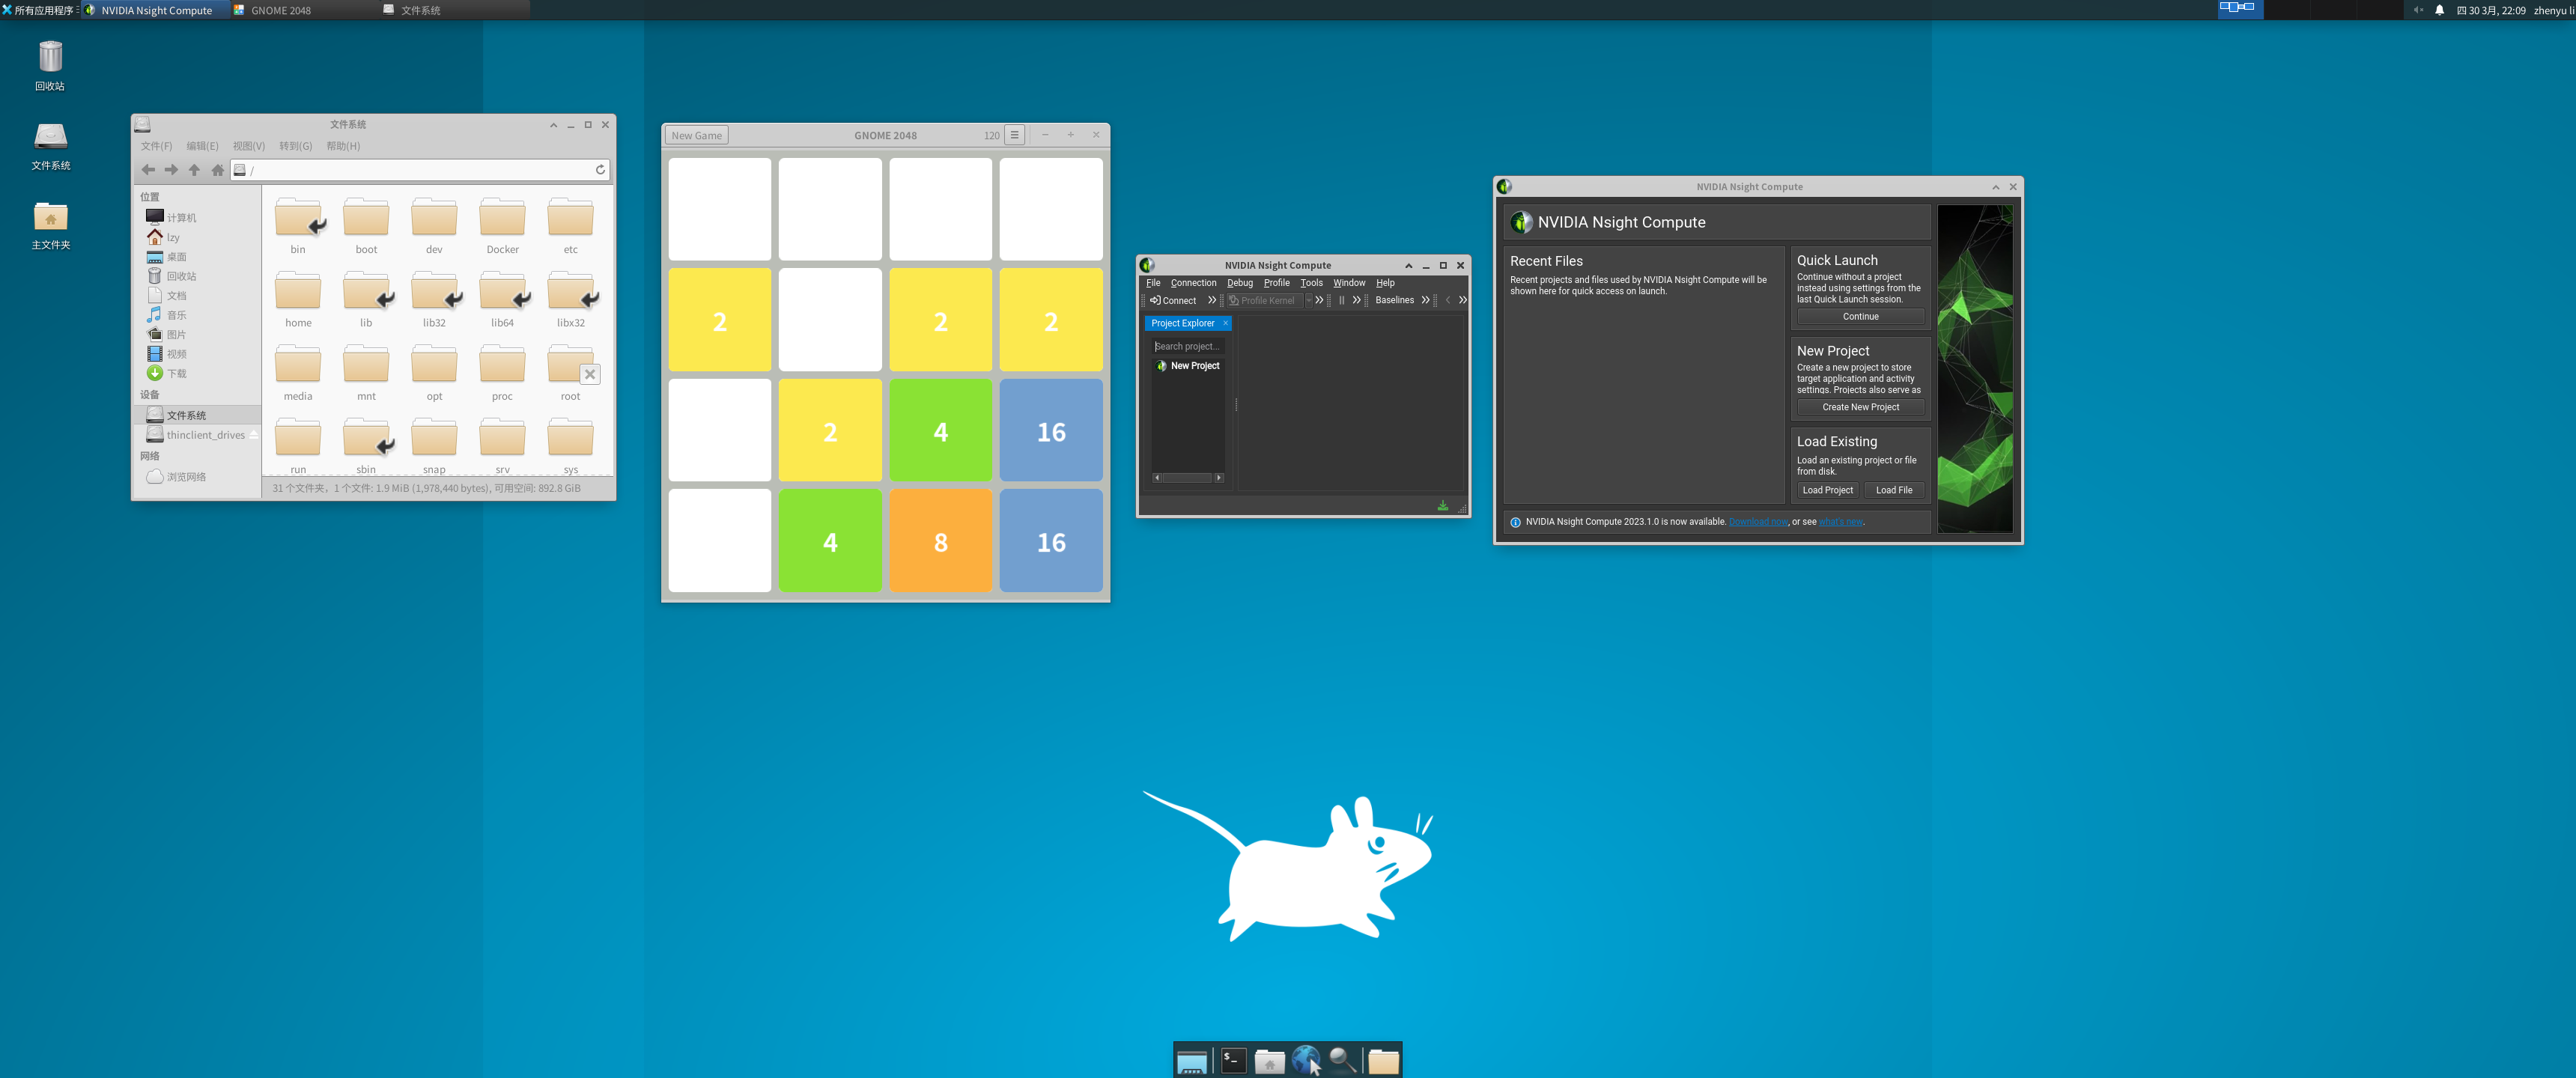 所有应用程序
NVIDIA Nsight Compute
GNOME 2048
文件系统
四 30 3月, 22:09
zhenyu li
回收站
文件系统
主文件夹
文件系统
文件(F) 编辑(E) 视图(V) 转到(G) 帮助(H)
/
位置
计算机
lzy
桌面
回收站
文档
音乐
图片
视频
下载
设备
文件系统
thinclient_drives
网络
浏览网络
bin boot dev Docker etc
home lib lib32 lib64 libx32
media mnt opt proc root
run sbin snap srv sys
31 个文件夹，1 个文件: 1.9 MiB (1,978,440 bytes), 可用空间: 892.8 GiB
New Game GNOME 2048 120
2 2 2
2 4 16
4 8 16
NVIDIA Nsight Compute
File Connection Debug Profile Tools Window Help
Connect Profile Kernel Baselines
Project Explorer
Search project...
New Project
NVIDIA Nsight Compute
NVIDIA Nsight Compute
Recent Files
Recent projects and files used by NVIDIA Nsight Compute will be
shown here for quick access on launch.
Quick Launch
Continue without a project
instead using settings from the
last Quick Launch session.
Continue
New Project
Create a new project to store
target application and activity
settings. Projects also serve as
Create New Project
Load Existing
Load an existing project or file
from disk.
Load Project Load File
NVIDIA Nsight Compute 2023.1.0 is now available. Download now, or see what's new.